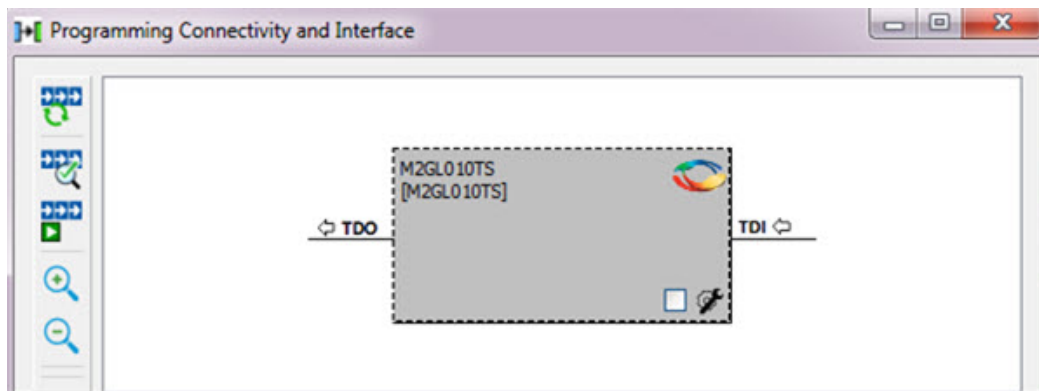 Programming Connectivity and Interface
M2GL010TS
[M2GL010TS]
TDO
TDI